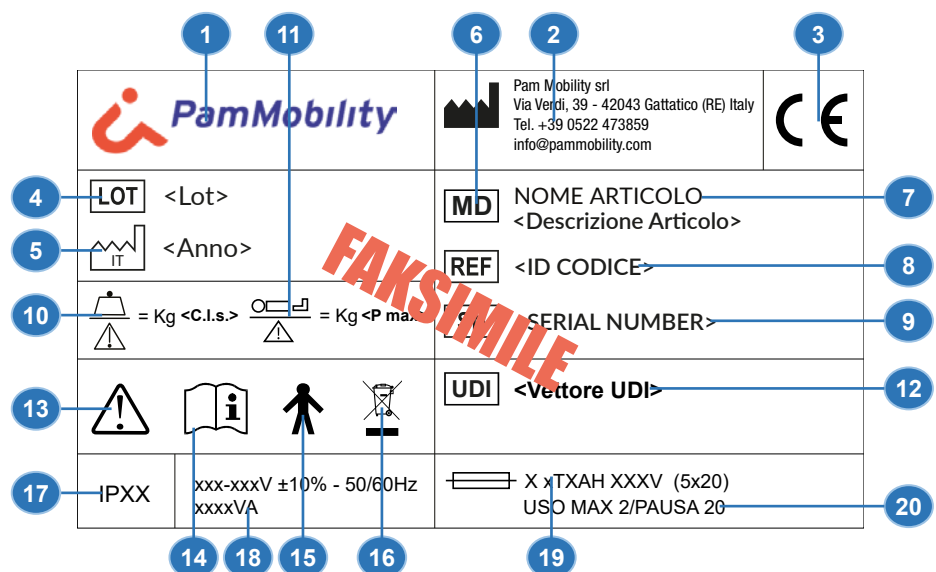 1
11
6
2
3
PamMobility
Pam Mobility srl
Via Verdi, 39 - 42043 Gattatico (RE) Italy
Tel. +39 0522 473859
info@pammobility.com
CE
4
LOT <Lot>
MD NOME ARTICOLO
<Descrizione Articolo>
7
5
IT <Anno>
REF <ID CODICE>
8
FAKSIMILE
10
= Kg <C.l.s.> = Kg <P max
SERIAL NUMBER>
9
UDI <Vettore UDI>
12
13
i
17
IPXX
xxx-xxxV ±10% - 50/60Hz
xxxxVA
X xTXAH XXXV (5x20)
USO MAX 2/PAUSA 20
20
14
18
15
16
19